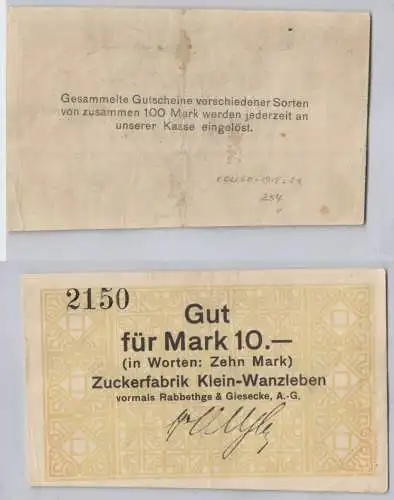 Gesammelte Gutscheine verschiedener Sorten
von zusammen 100 Mark werden jederzeit an
unserer Kasse eingelöst.
254
2150
Gut
für Mark 10.—
(in Worten: Zehn Mark)
Zuckerfabrik Klein-Wanzleben
vormals Rabbethge & Giesecke, A.-G.